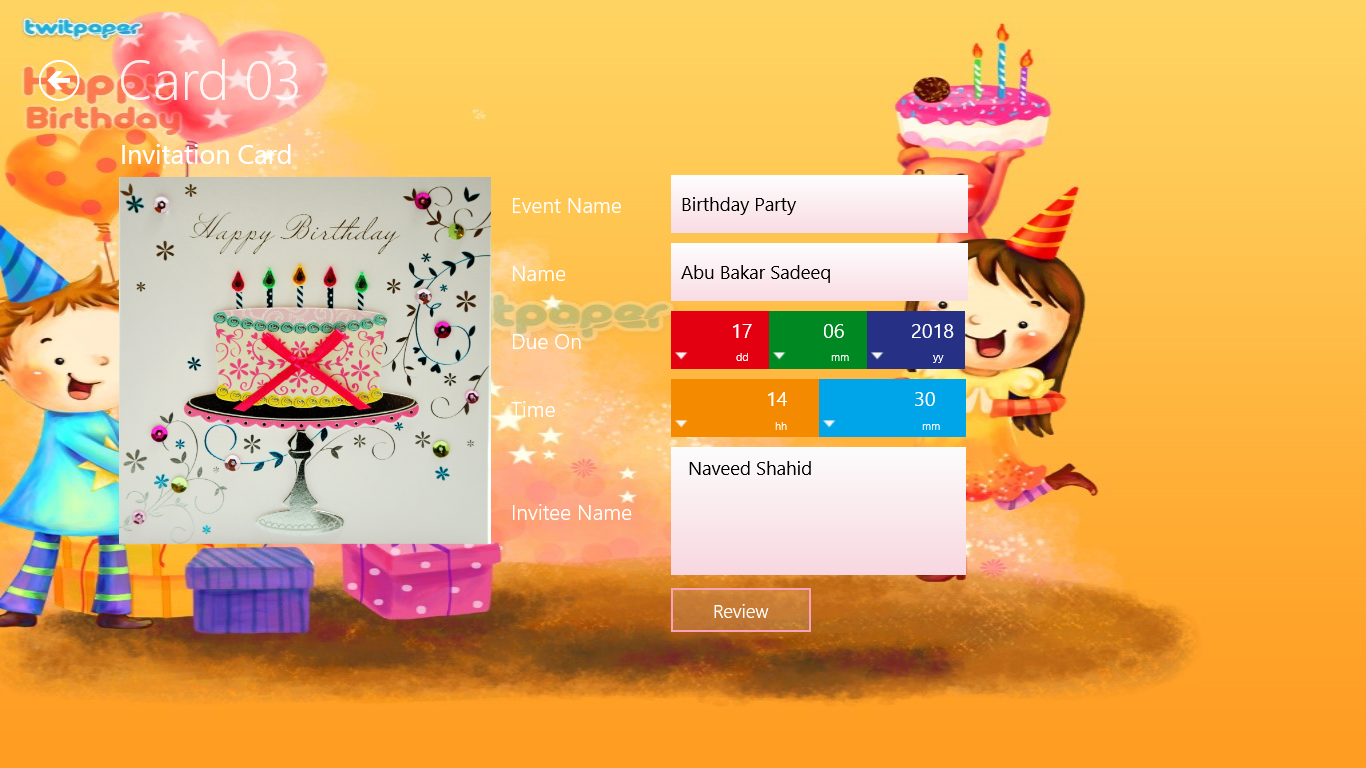 twitpaper
Card 03
Happy
Birthday
Invitation Card
Happy Birthday
Event Name
Birthday Party
Name
Abu Bakar Sadeeq
tpaper
Due On
17 06 2018
dd mm yy
Time
14 30
hh mm
Invitee Name
Naveed Shahid
Review